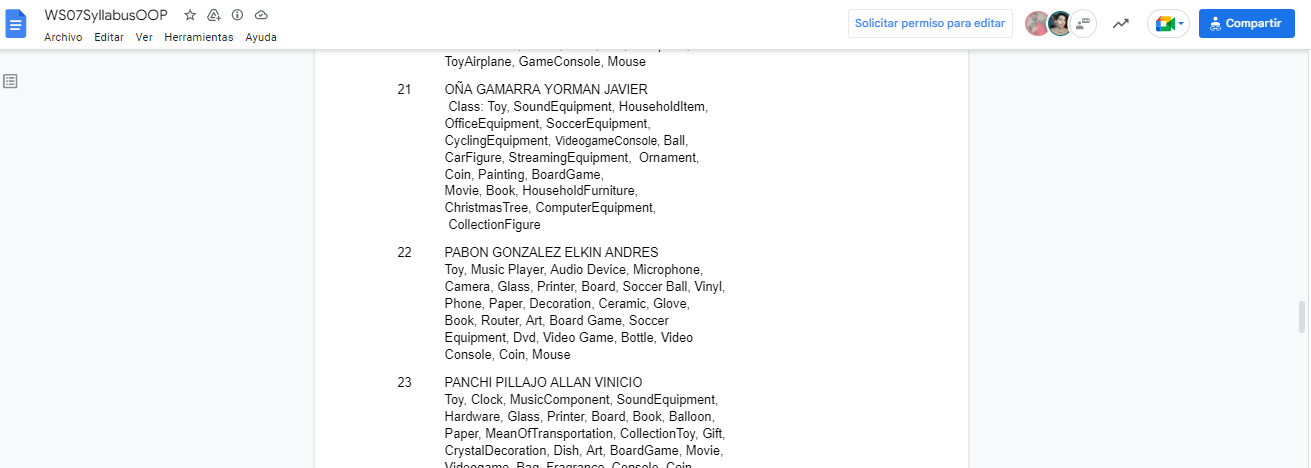 WS07SyllabusOOP
Archivo Editar Ver Herramientas Ayuda
Solicitar permiso para editar
Compartir
ToyAirplane, GameConsole, Mouse
21 OÑA GAMARRA YORMAN JAVIER
Class: Toy, SoundEquipment, HouseholdItem,
OfficeEquipment, SoccerEquipment,
CyclingEquipment, VideogameConsole, Ball,
CarFigure, StreamingEquipment, Ornament,
Coin, Painting, BoardGame,
Movie, Book, HouseholdFurniture,
ChristmasTree, ComputerEquipment,
CollectionFigure
22 PABON GONZALEZ ELKIN ANDRES
Toy, Music Player, Audio Device, Microphone,
Camera, Glass, Printer, Board, Soccer Ball, Vinyl,
Phone, Paper, Decoration, Ceramic, Glove,
Book, Router, Art, Board Game, Soccer
Equipment, Dvd, Video Game, Bottle, Video
Console, Coin, Mouse
23 PANCHI PILLAJO ALLAN VINICIO
Toy, Clock, MusicComponent, SoundEquipment,
Hardware, Glass, Printer, Board, Book, Balloon,
Paper, MeanOfTransportation, CollectionToy, Gift,
CrystalDecoration, Dish, Art, BoardGame, Movie,
Videogame, Bag, Fragrance, Console, Coin